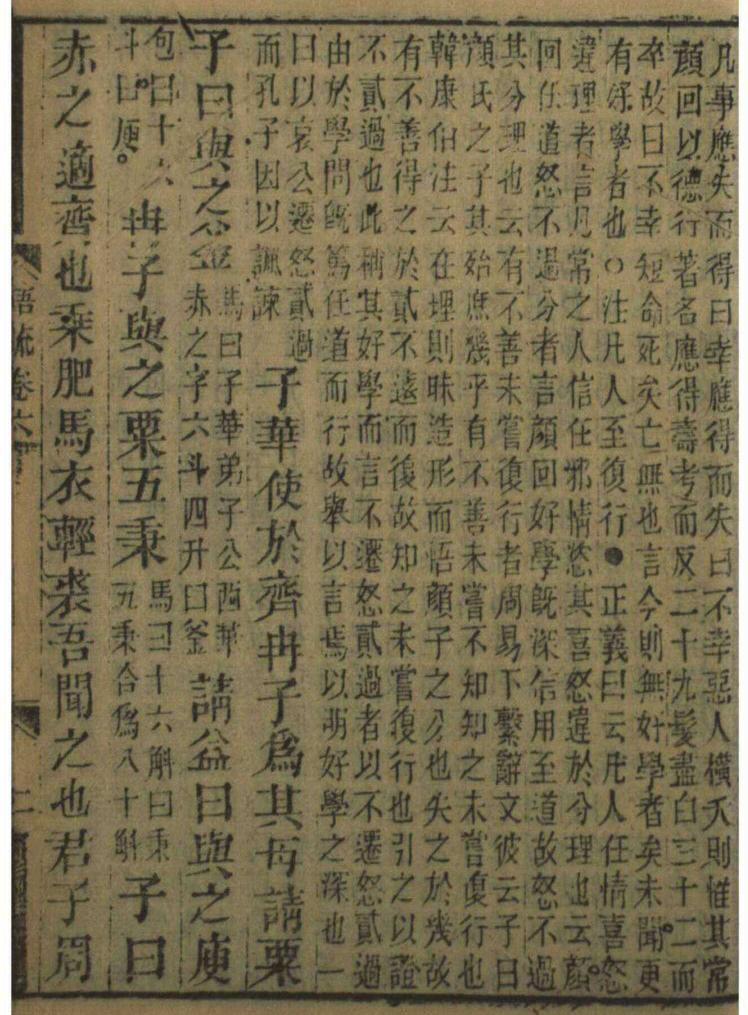 凡事應失而得曰幸應得而失曰不幸惡人橫夭則惟其常
顏回以德行著名應得壽考而反二十九髮盡白三十二而
卒故曰不幸短命死矣亡無也言今則無好學者矣未聞更
有好學者也○注凡人至復行●正義曰云凡人任情喜怒
違理者言凡常之人信任邪情恣其喜怒違於分理也云顏
回任道怒不過分者言顏回好學既深信用至道故怒不過
其分理也云有不善未嘗復行者周易下繫辭文彼云子曰
顏氏之子其殆庶幾乎有不善未嘗不知知之未嘗復行也
韓康伯注云在理則昧造形而悟顏子之分也失之於幾故
有不善得之於貳不遠而復故知之未嘗復行也引之以證
不貳過也此稱其好學而言不遷怒貳過者以不遷怒貳過
由於學問既篤任道而行故舉以言焉以明好學之深也一
曰以哀公遷怒貳過
而孔子因以諷諫
子華使於齊冉子為其母請粟
子曰與之釜
馬曰子華弟子公西華
赤之字六斗四升曰釜
請益曰與之庾
包曰十六
斗曰庾。
冉子與之粟五秉
馬曰十六斛曰秉
五秉合為八十斛
子曰
赤之適齊也乘肥馬衣輕裘吾聞之也君子周
語疏卷六
二